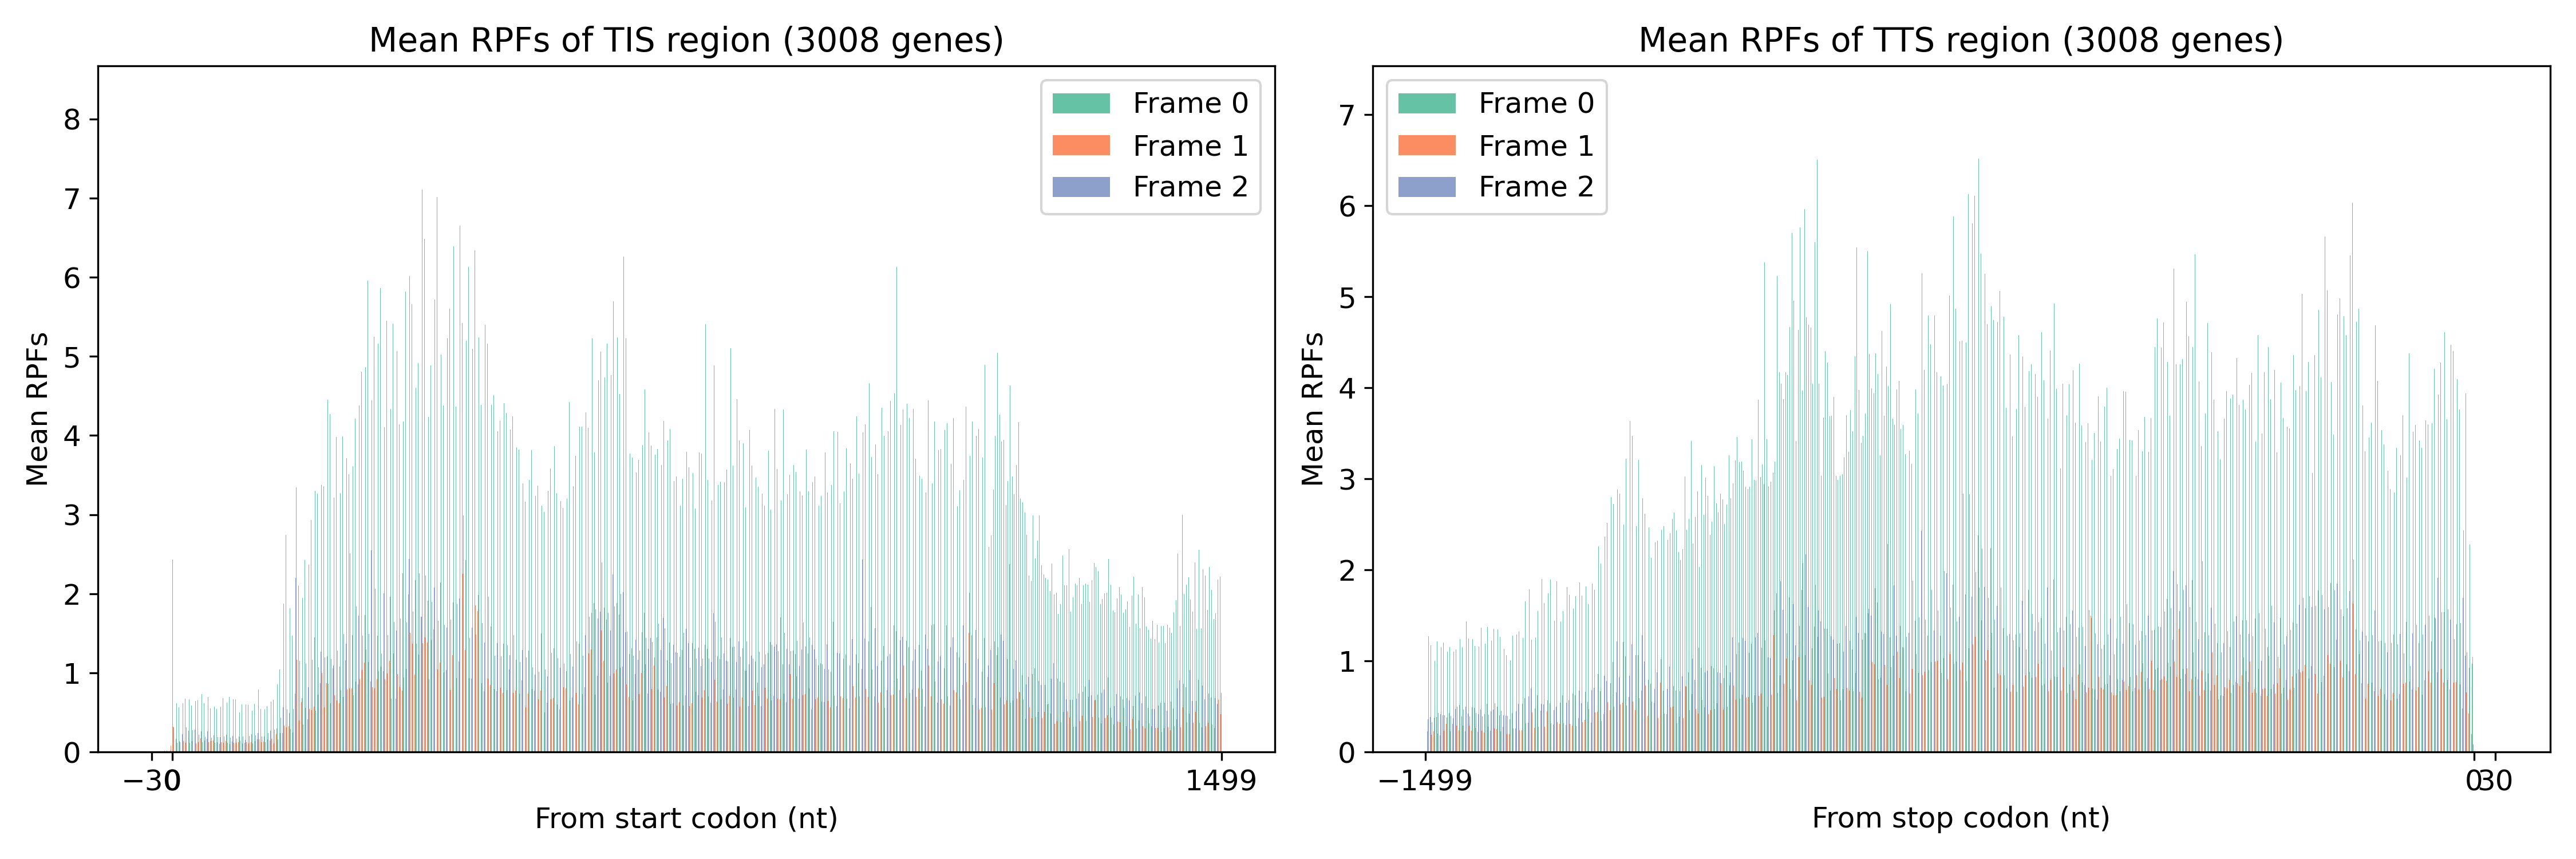 Mean RPFs of TIS region (3008 genes)
Mean RPFs
8
7
6
5
4
3
2
1
0
Frame 0
Frame 1
Frame 2
−30
0
1499
From start codon (nt)
Mean RPFs of TTS region (3008 genes)
Mean RPFs
7
6
5
4
3
2
1
0
Frame 0
Frame 1
Frame 2
−1499
0
30
From stop codon (nt)